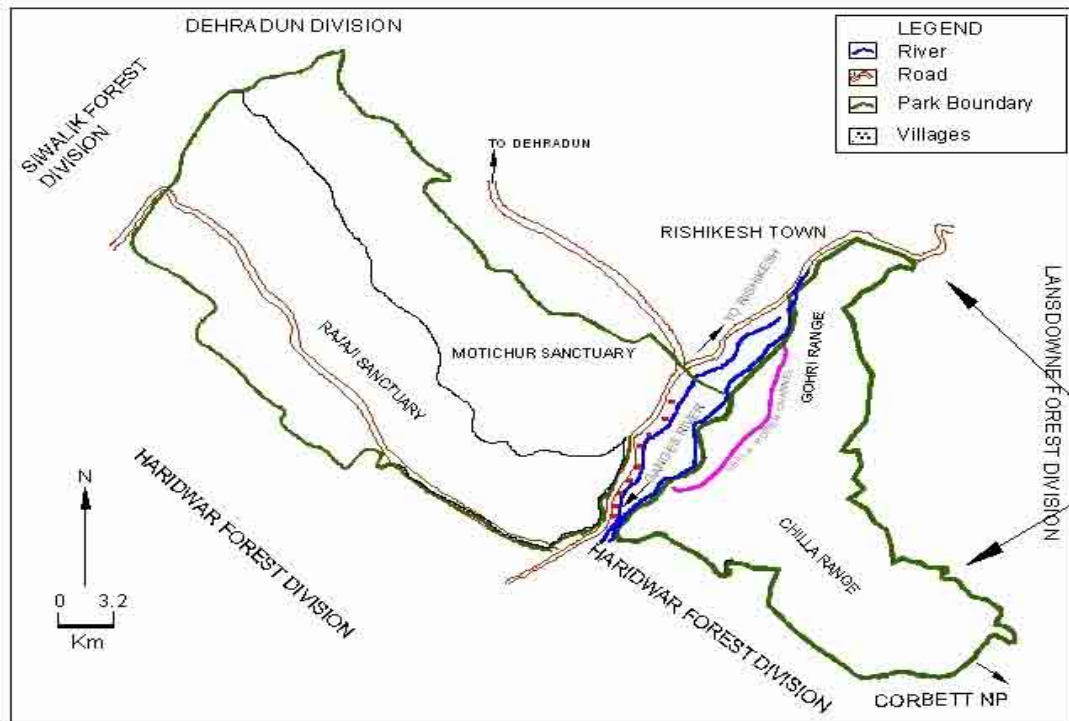 DEHRADUN DIVISION
LEGEND
River
Road
Park Boundary
Villages
SIWALIK FOREST
DIVISION
TO DEHRADUN
RISHIKESH TOWN
TO RISHIKESH
LANSDOWNE FOREST DIVISION
MOTICHUR SANCTUARY
RAJAJI SANCTUARY
GOHRI RANGE
POWER CHANNEL
GANGES RIVER
HARIDWAR FOREST DIVISION
CHILLA RANGE
HARIDWAR FOREST DIVISION
N
0 3.2
Km
CORBETT NP